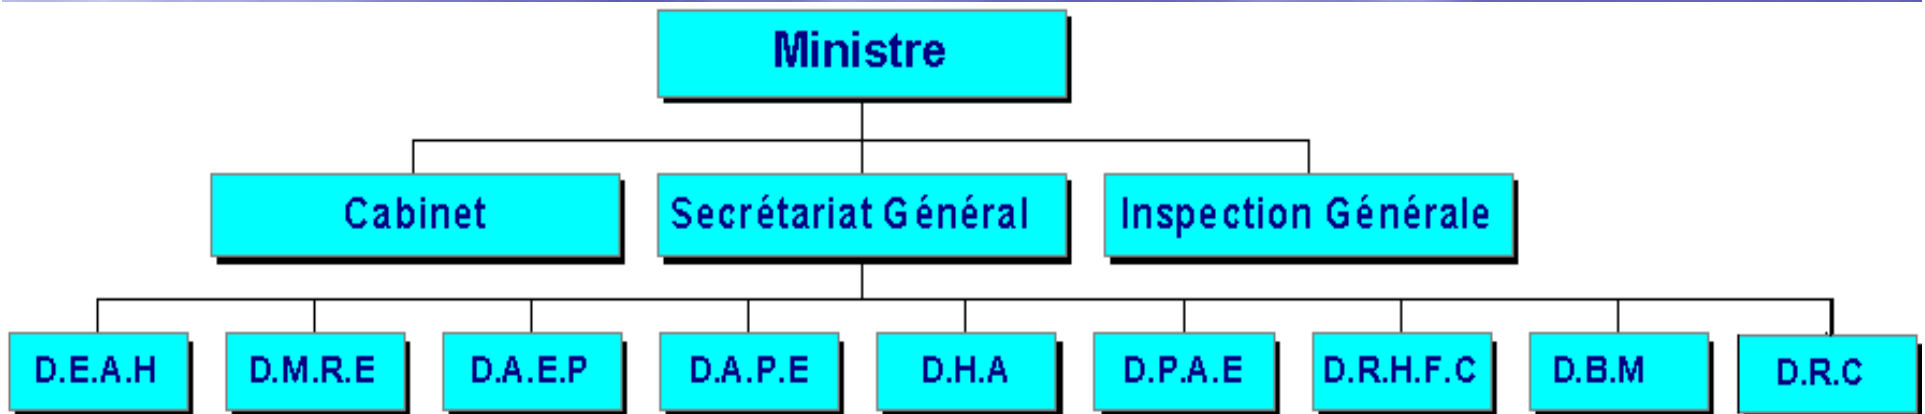 Ministre
Cabinet
Secrétariat Général
Inspection Générale
D.E.A.H
D.M.R.E
D.A.E.P
D.A.P.E
D.H.A
D.P.A.E
D.R.H.F.C
D.B.M
D.R.C